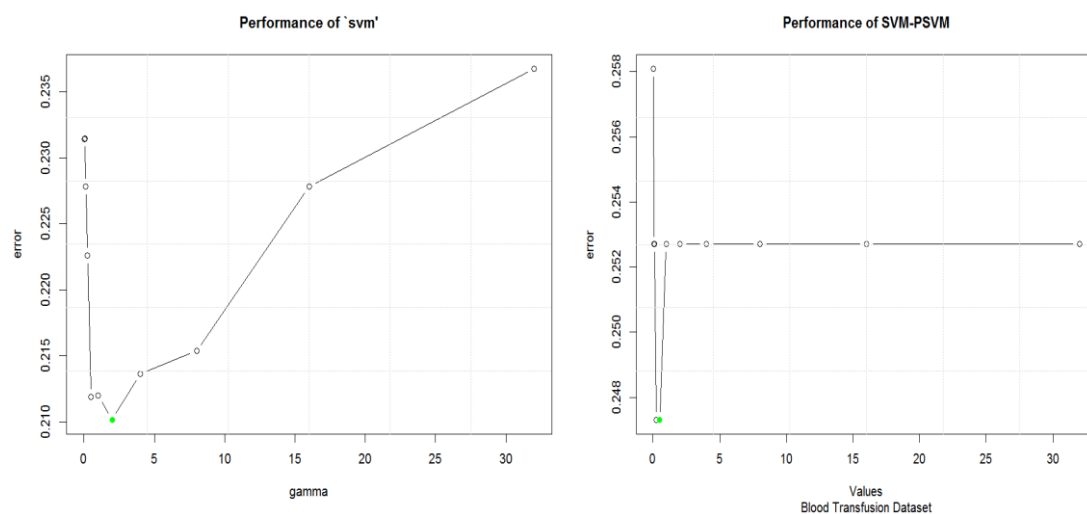 Performance of `svm'
error
0.235
0.230
0.225
0.220
0.215
0.210
0 5 10 15 20 25 30
gamma
Performance of SVM-PSVM
error
0.258
0.256
0.254
0.252
0.250
0.248
0 5 10 15 20 25 30
Values
Blood Transfusion Dataset